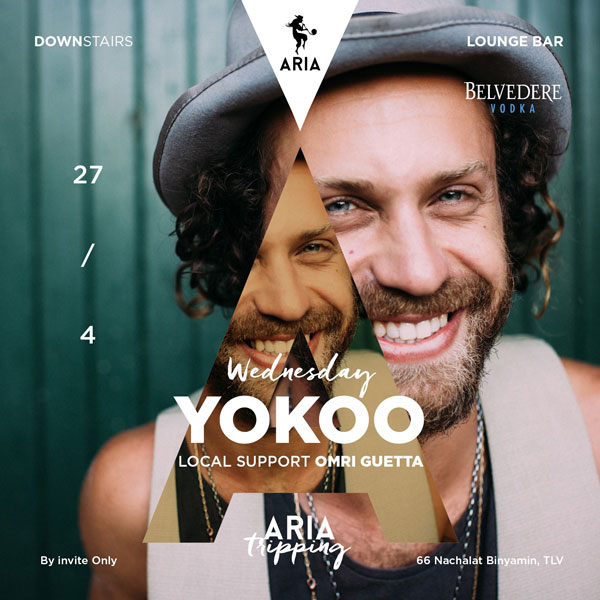 DOWNSTAIRS
ARIA
LOUNGE BAR
BELVEDERE
VODKA
27
/
4
Wednesday
YOKOO
LOCAL SUPPORT OMRI GUETTA
ARIA
tripping
By invite Only
66 Nachalat Binyamin, TLV